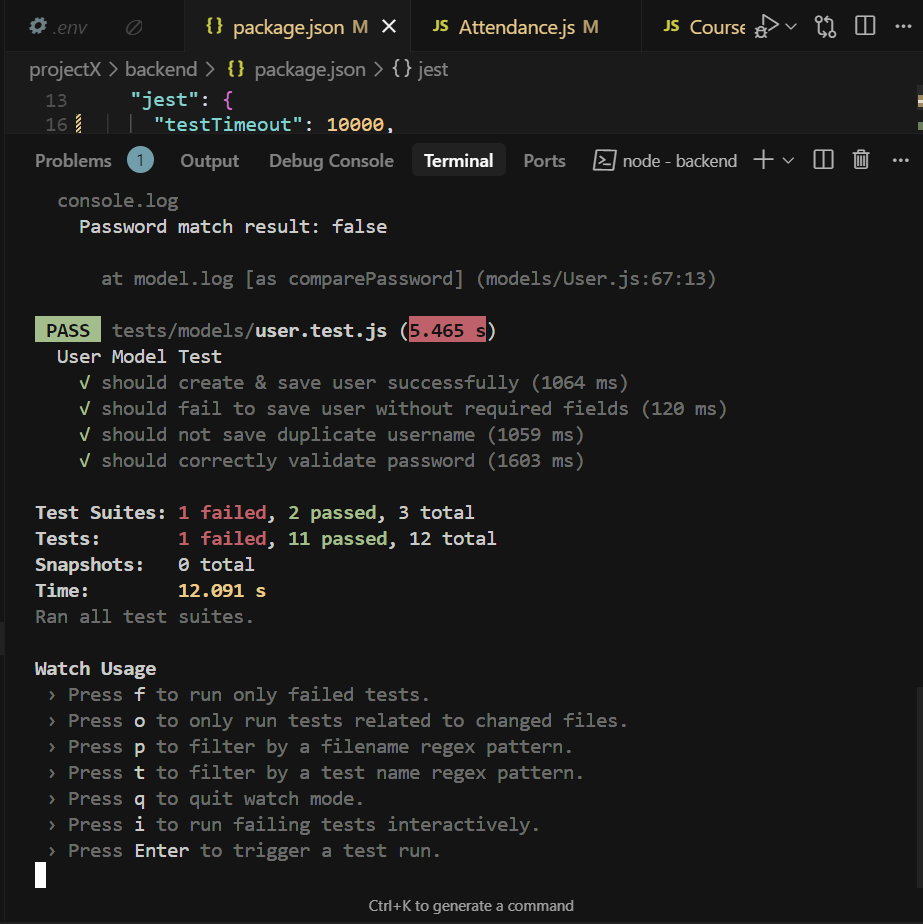 .env
{} package.json M
JS Attendance.js M
JS Course
projectX > backend > {} package.json > {} jest
13 "jest": {
16 "testTimeout": 10000,
Problems 1 Output Debug Console Terminal Ports node - backend
console.log
Password match result: false
at model.log [as comparePassword] (models/User.js:67:13)
PASS tests/models/user.test.js (5.465 s)
User Model Test
√ should create & save user successfully (1064 ms)
√ should fail to save user without required fields (120 ms)
√ should not save duplicate username (1059 ms)
√ should correctly validate password (1603 ms)
Test Suites: 1 failed, 2 passed, 3 total
Tests: 1 failed, 11 passed, 12 total
Snapshots: 0 total
Time: 12.091 s
Ran all test suites.
Watch Usage
› Press f to run only failed tests.
› Press o to only run tests related to changed files.
› Press p to filter by a filename regex pattern.
› Press t to filter by a test name regex pattern.
› Press q to quit watch mode.
› Press i to run failing tests interactively.
› Press Enter to trigger a test run.
Ctrl+K to generate a command